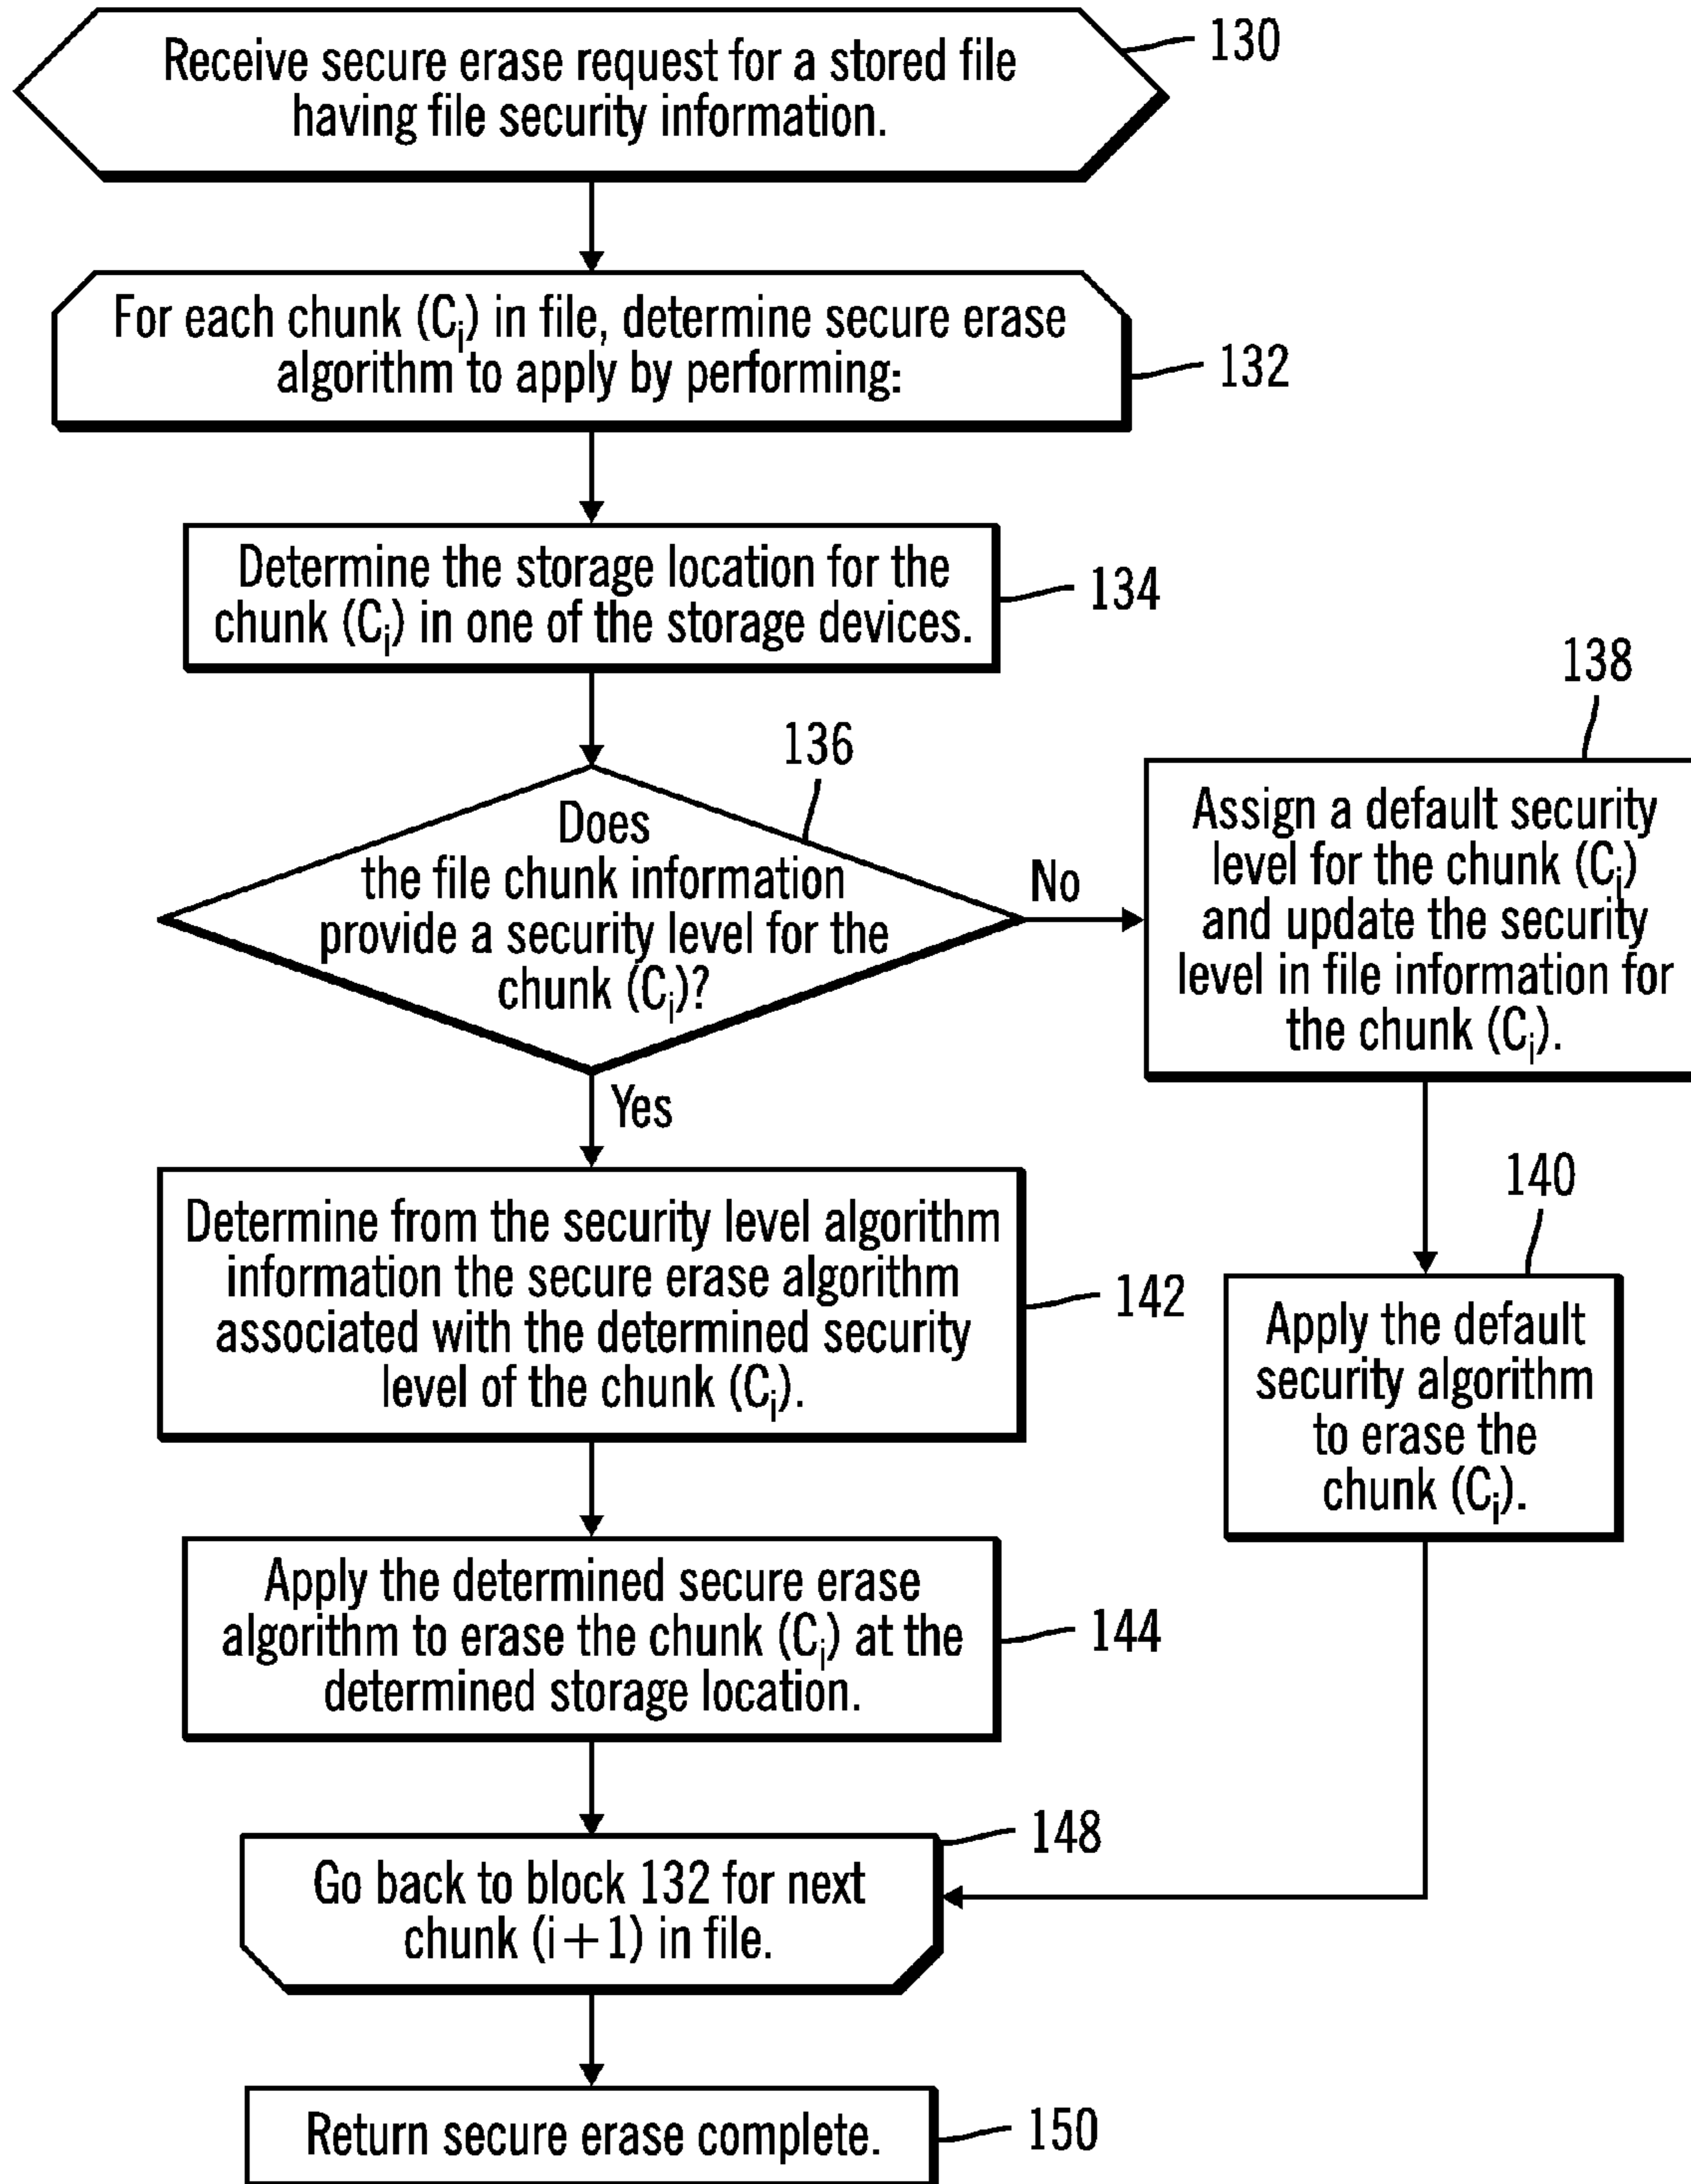 Receive secure erase request for a stored file
having file security information.
130
For each chunk (Ci) in file, determine secure erase
algorithm to apply by performing:
132
Determine the storage location for the
chunk (Ci) in one of the storage devices.
134
136
Does
the file chunk information
provide a security level for the
chunk (Ci)?
No
Yes
138
Assign a default security
level for the chunk (Ci)
and update the security
level in file information for
the chunk (Ci).
140
Apply the default
security algorithm
to erase the
chunk (Ci).
Determine from the security level algorithm
information the secure erase algorithm
associated with the determined security
level of the chunk (Ci).
142
Apply the determined secure erase
algorithm to erase the chunk (Ci) at the
determined storage location.
144
148
Go back to block 132 for next
chunk (i+1) in file.
Return secure erase complete.
150